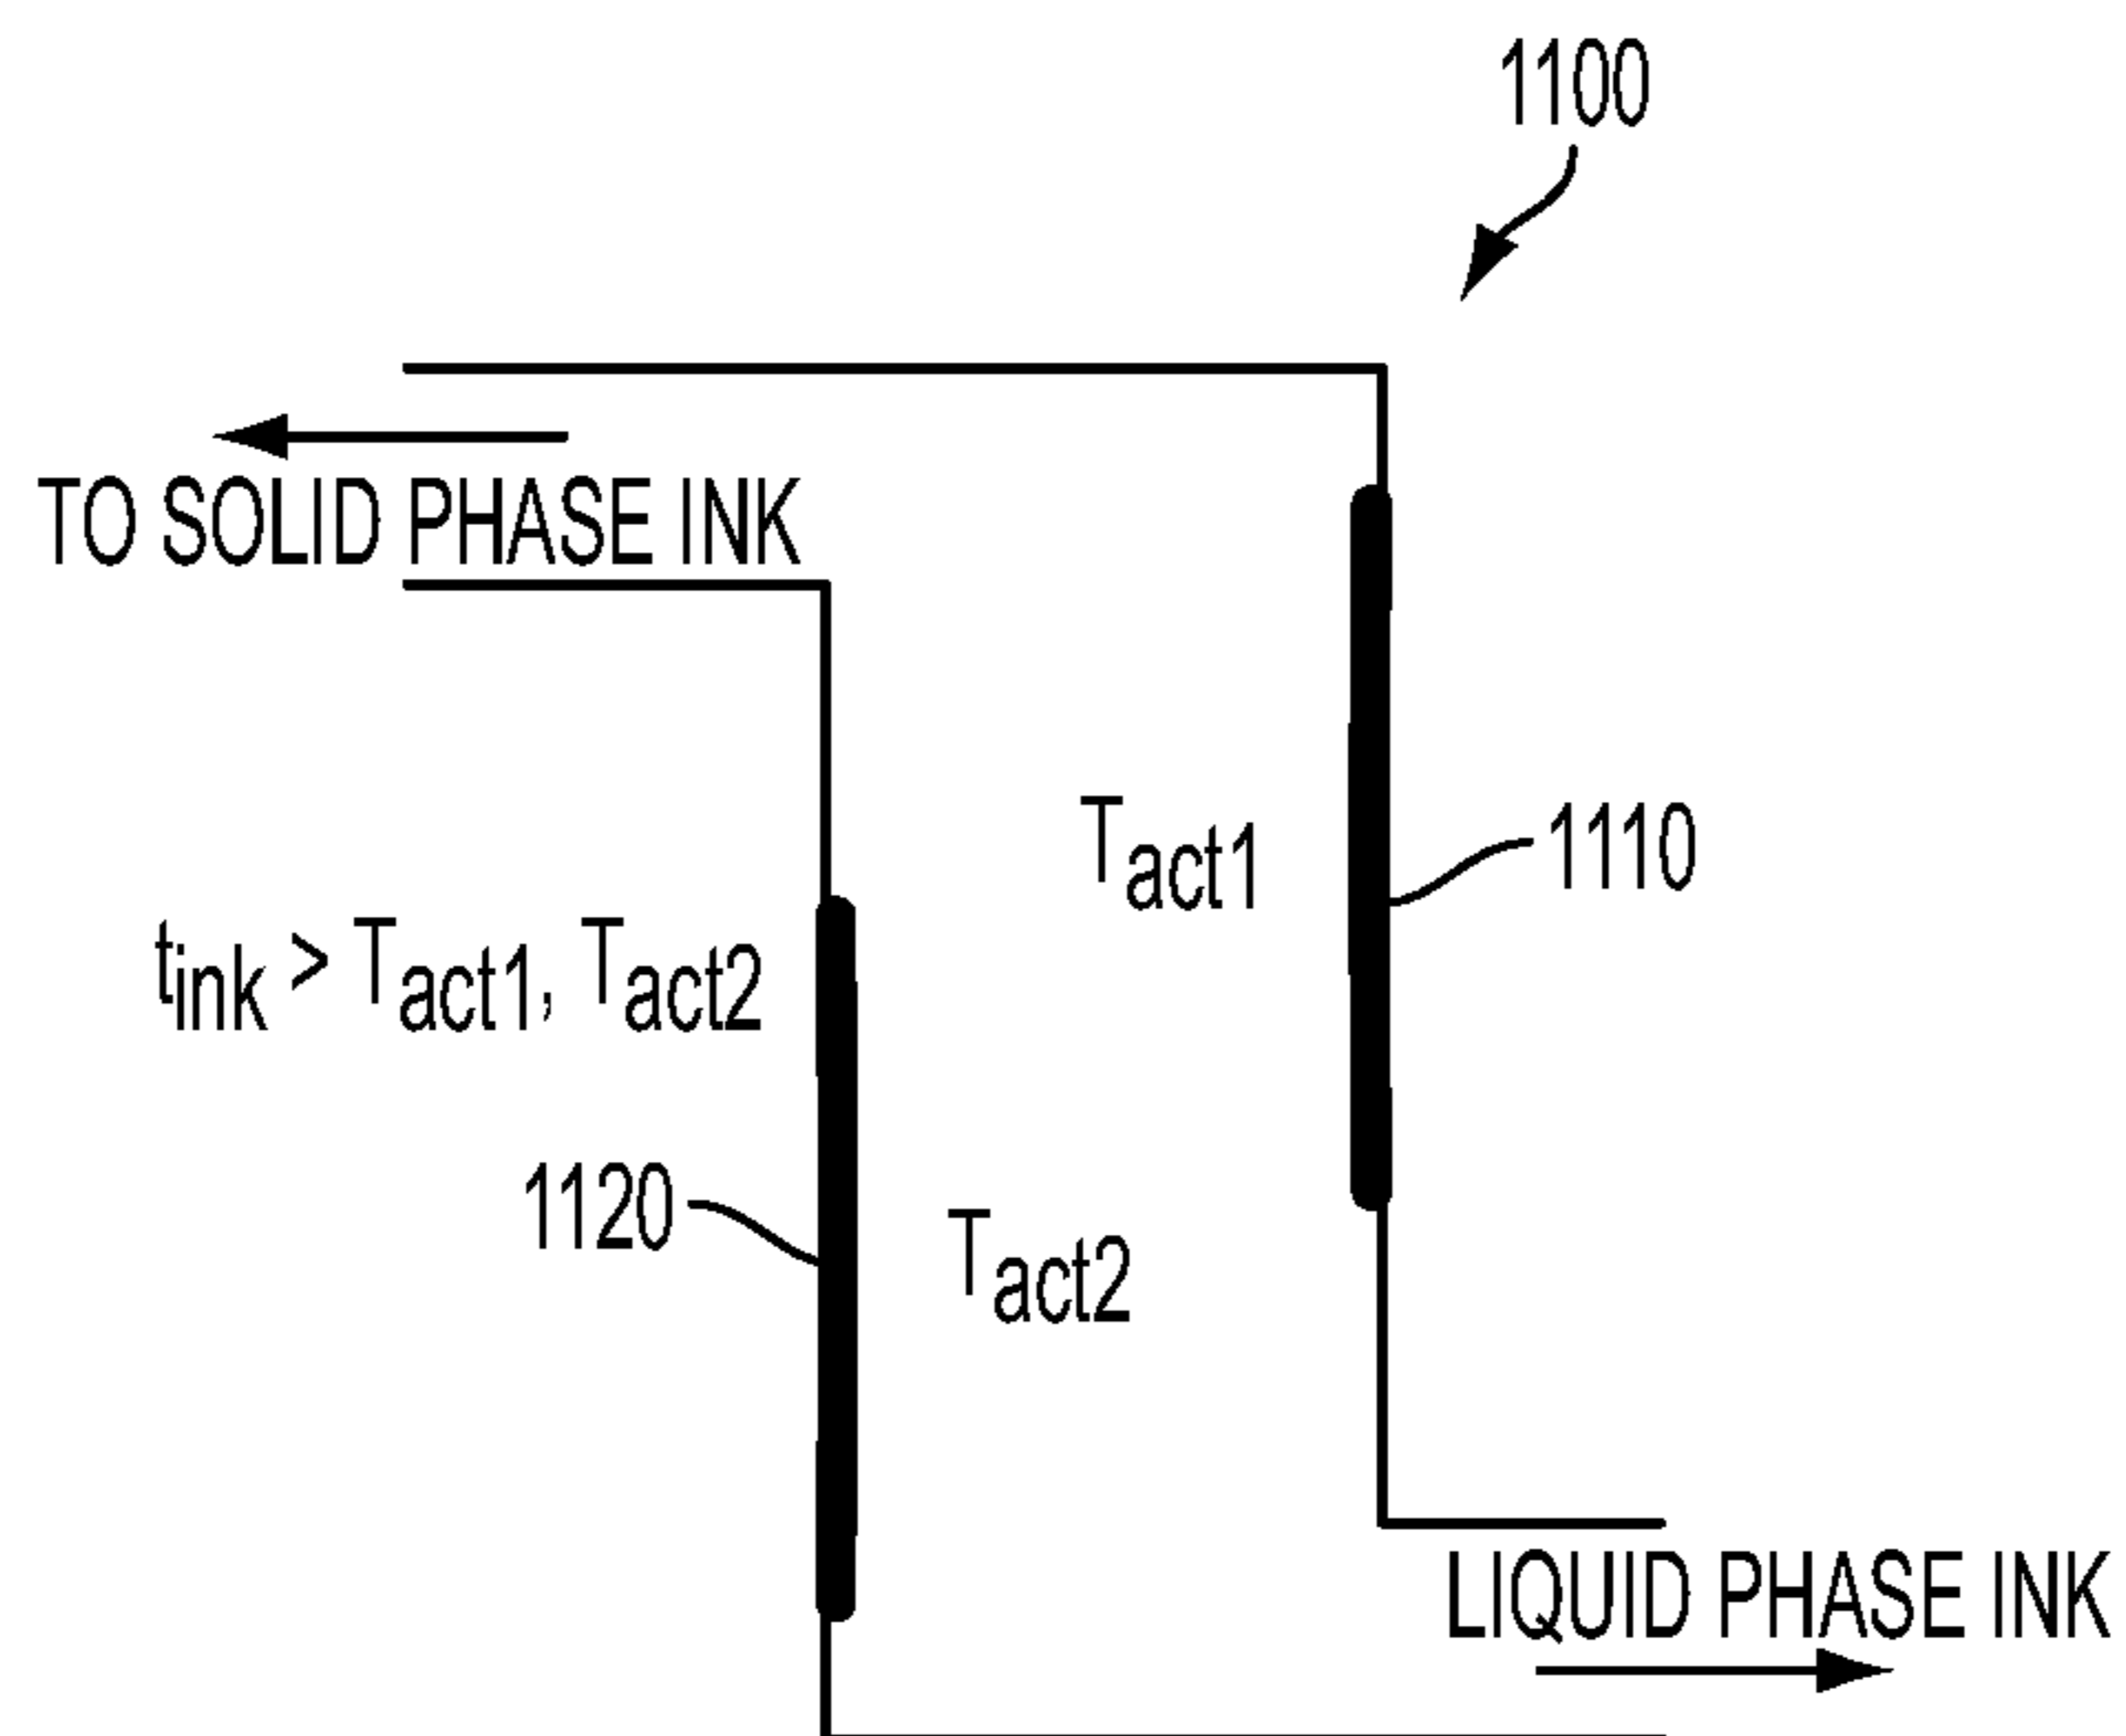 1100
TO SOLID PHASE INK
Tact1
1110
tink > Tact1, Tact2
1120
Tact2
LIQUID PHASE INK